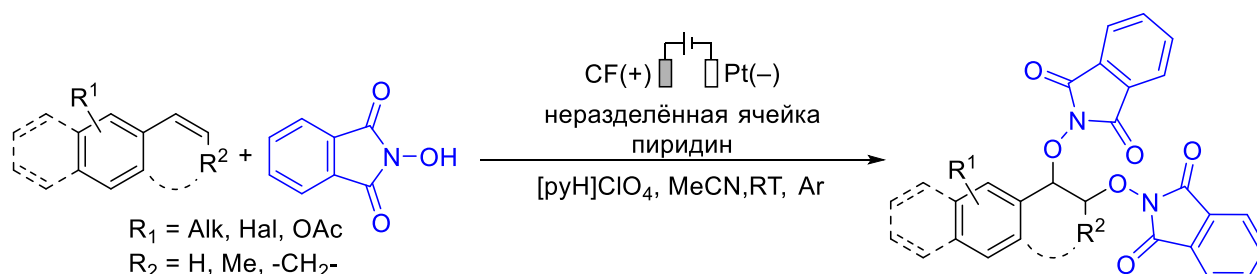 CF(+) Pt(–)
неразделённая ячейка
пиридин
[pyH]ClO4, MeCN,RT, Ar
R1
R2
+
O
N
OH
O
R1 = Alk, Hal, OAc
R2 = H, Me, -CH2-
O
N
O
O
O
O
N
O
R1
R2